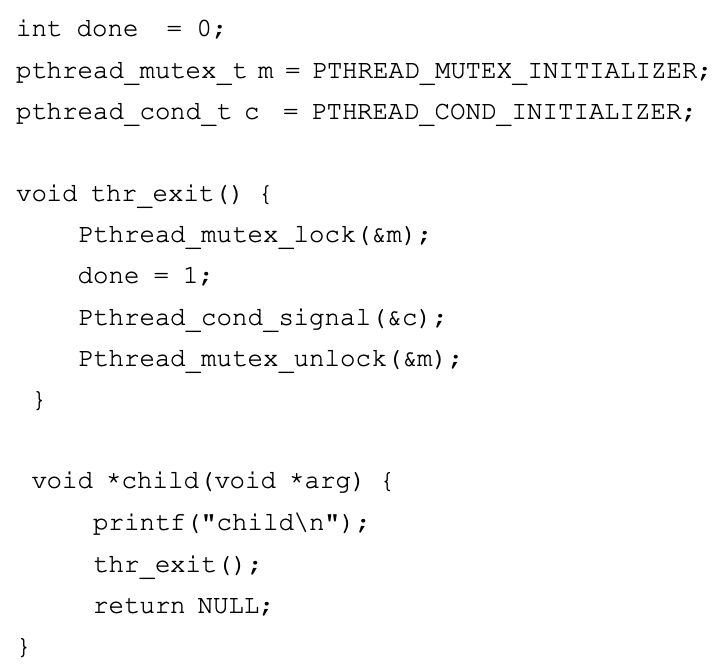 int done  = 0;
pthread_mutex_t m = PTHREAD_MUTEX_INITIALIZER;
pthread_cond_t c  = PTHREAD_COND_INITIALIZER;

void thr_exit() {
    Pthread_mutex_lock(&m);
    done = 1;
    Pthread_cond_signal(&c);
    Pthread_mutex_unlock(&m);
 }

 void *child(void *arg) {
     printf("child\n");
     thr_exit();
     return NULL;
}